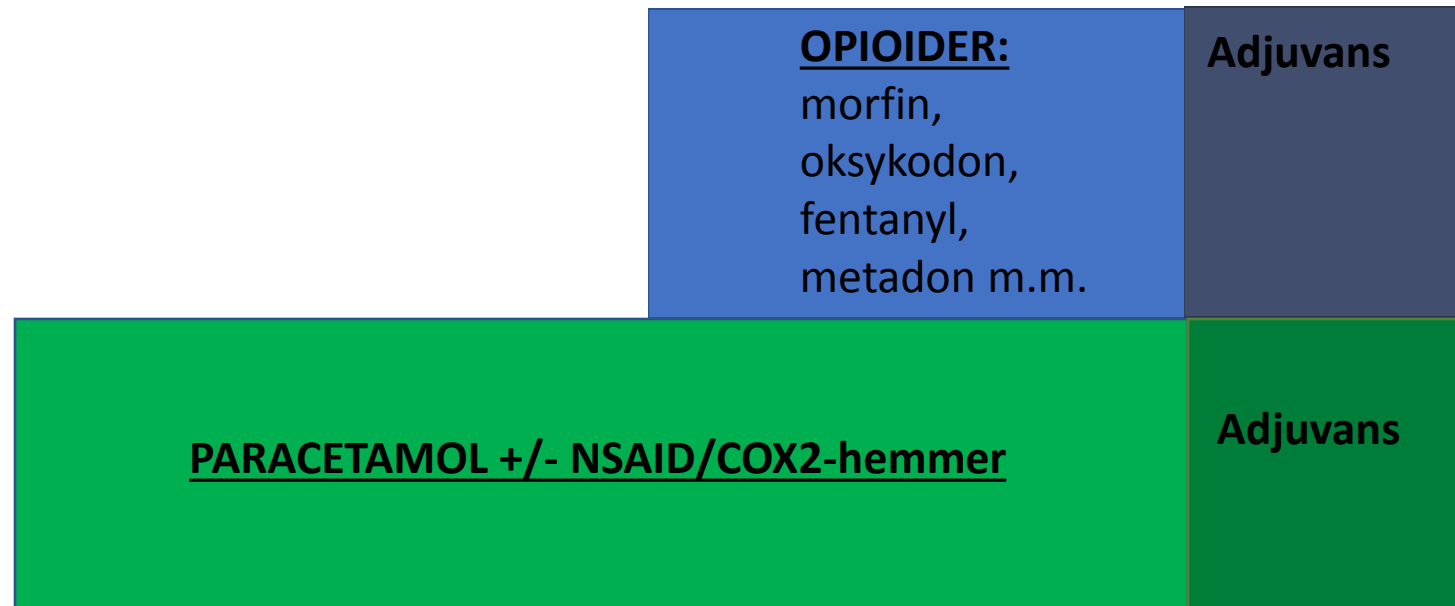 OPIOIDER:
morfin,
oksykodon,
fentanyl,
metadon m.m.
Adjuvans
PARACETAMOL +/- NSAID/COX2-hemmer
Adjuvans